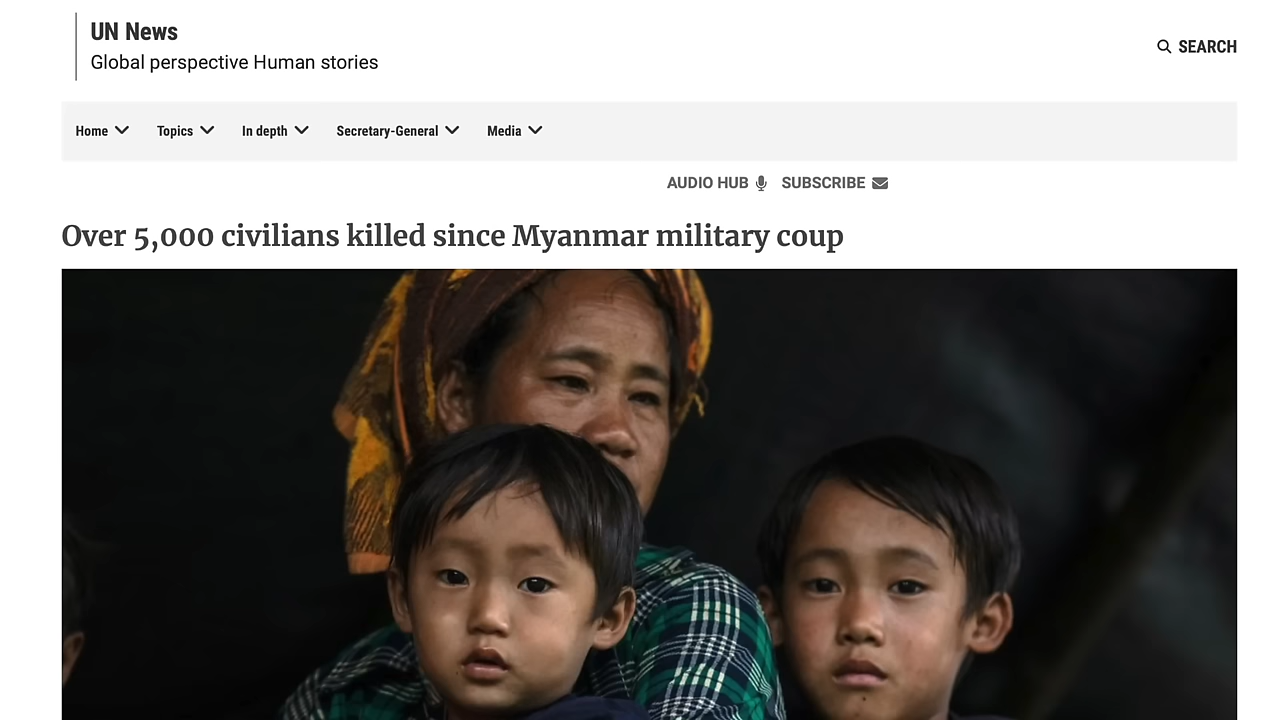 UN News
Global perspective Human stories
SEARCH
Home
Topics
In depth
Secretary-General
Media
AUDIO HUB
SUBSCRIBE
Over 5,000 civilians killed since Myanmar military coup